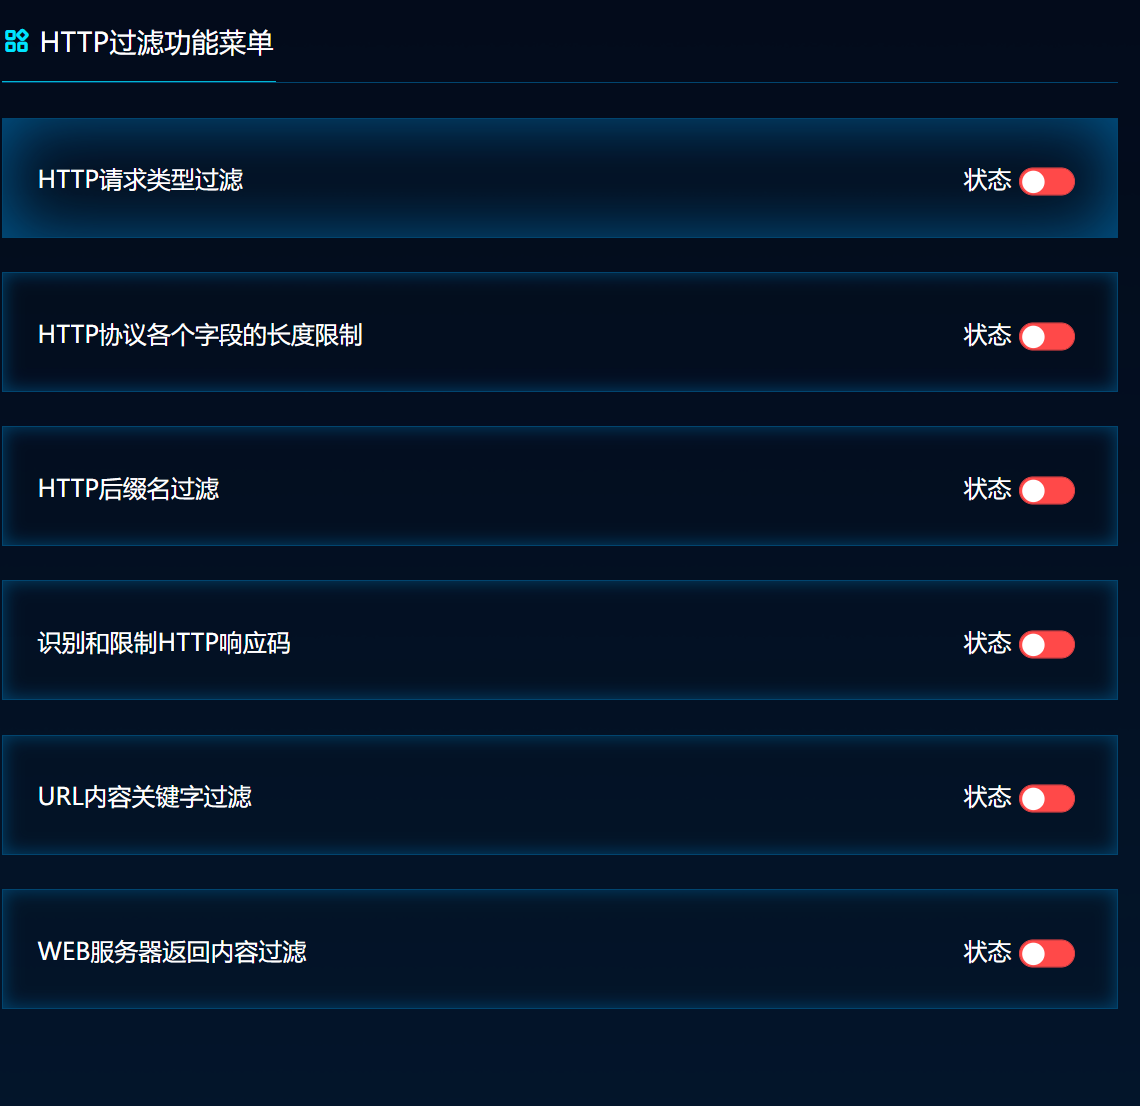 HTTP过滤功能菜单
HTTP请求类型过滤 状态
HTTP协议各个字段的长度限制 状态
HTTP后缀名过滤 状态
识别和限制HTTP响应码 状态
URL内容关键字过滤 状态
WEB服务器返回内容过滤 状态